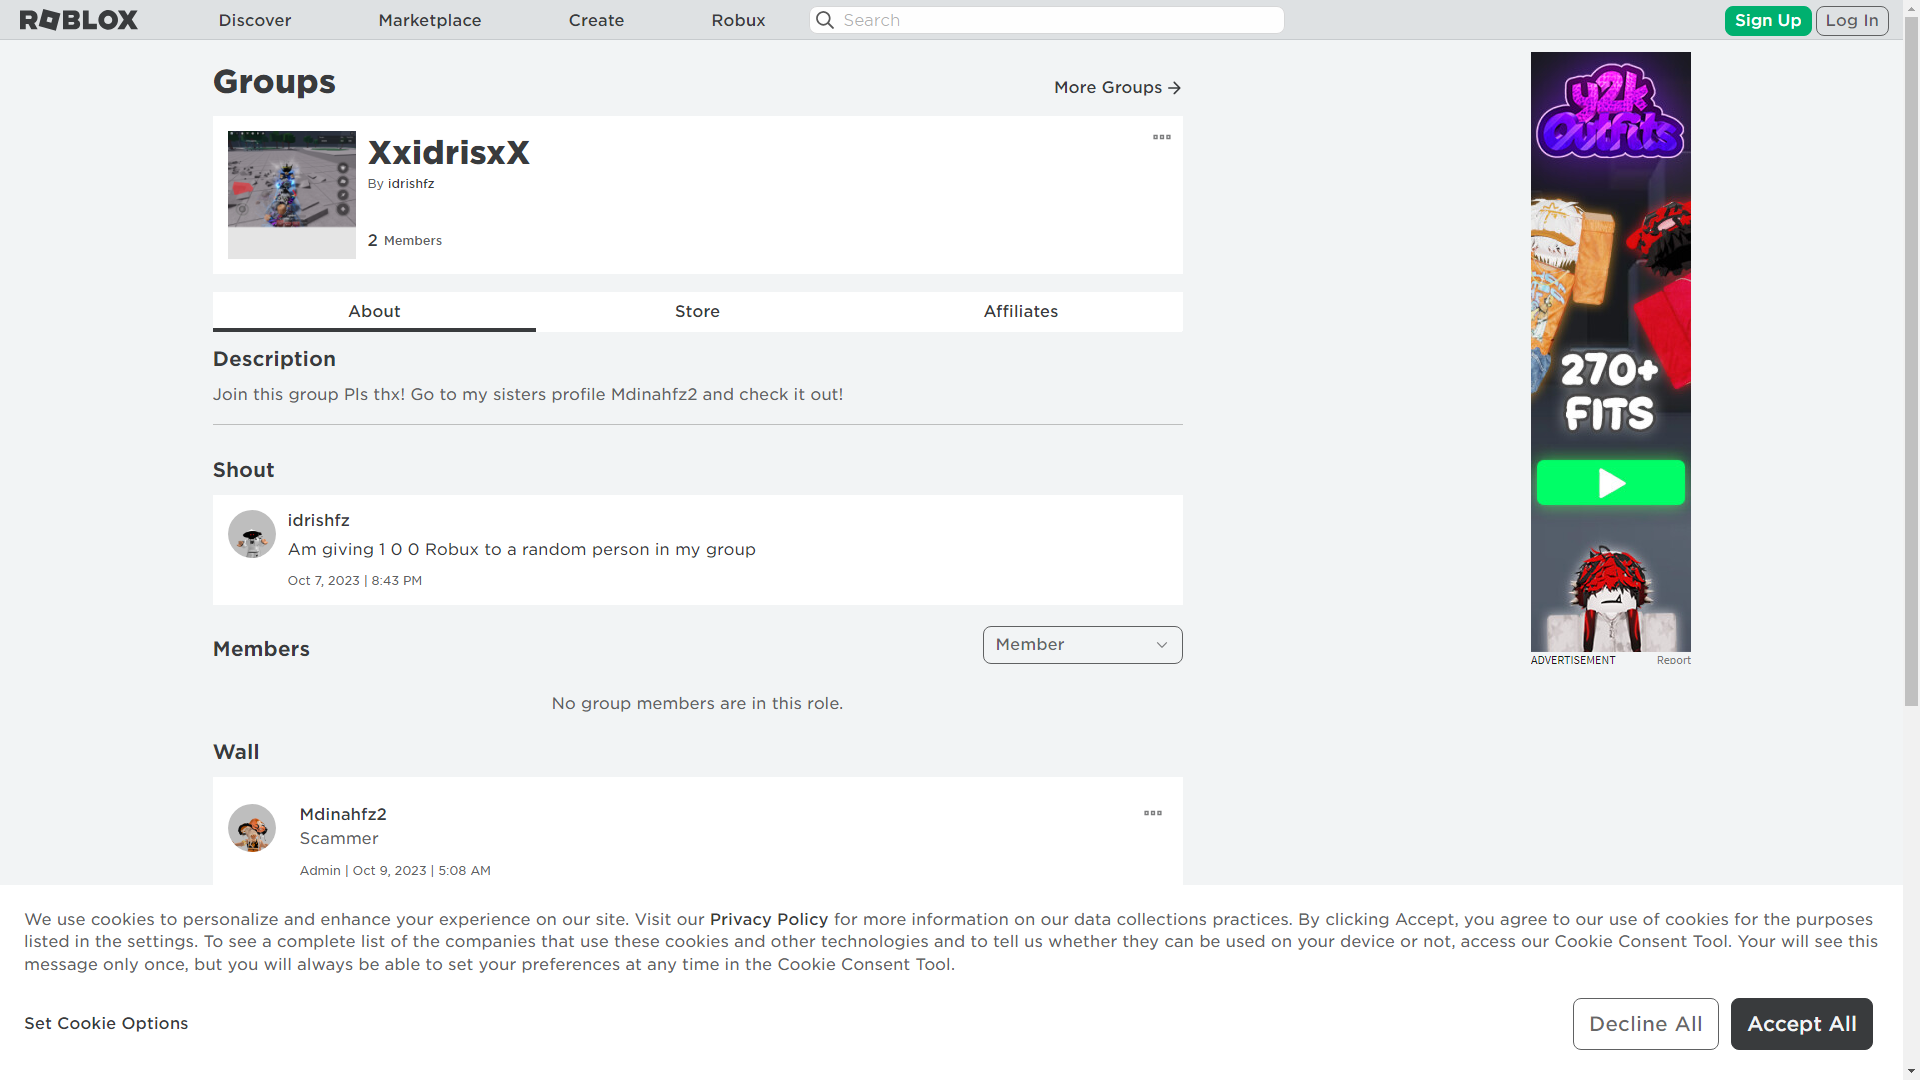 ROBLOX
Discover
Marketplace
Create
Robux
Search
Sign Up
Log In
Groups
More Groups
XxidrisxX
By idrishfz
2 Members
About
Store
Affiliates
Description
Join this group Pls thx! Go to my sisters profile Mdinahfz2 and check it out!
Shout
idrishfz
Am giving 1 0 0 Robux to a random person in my group
Oct 7, 2023 | 8:43 PM
Members
Member
No group members are in this role.
Wall
Mdinahfz2
Scammer
Admin | Oct 9, 2023 | 5:08 AM
y2k
Outfits
270+
FITS
ADVERTISEMENT
Report
We use cookies to personalize and enhance your experience on our site. Visit our Privacy Policy for more information on our data collections practices. By clicking Accept, you agree to our use of cookies for the purposes
listed in the settings. To see a complete list of the companies that use these cookies and other technologies and to tell us whether they can be used on your device or not, access our Cookie Consent Tool. Your will see this
message only once, but you will always be able to set your preferences at any time in the Cookie Consent Tool.
Set Cookie Options
Decline All
Accept All